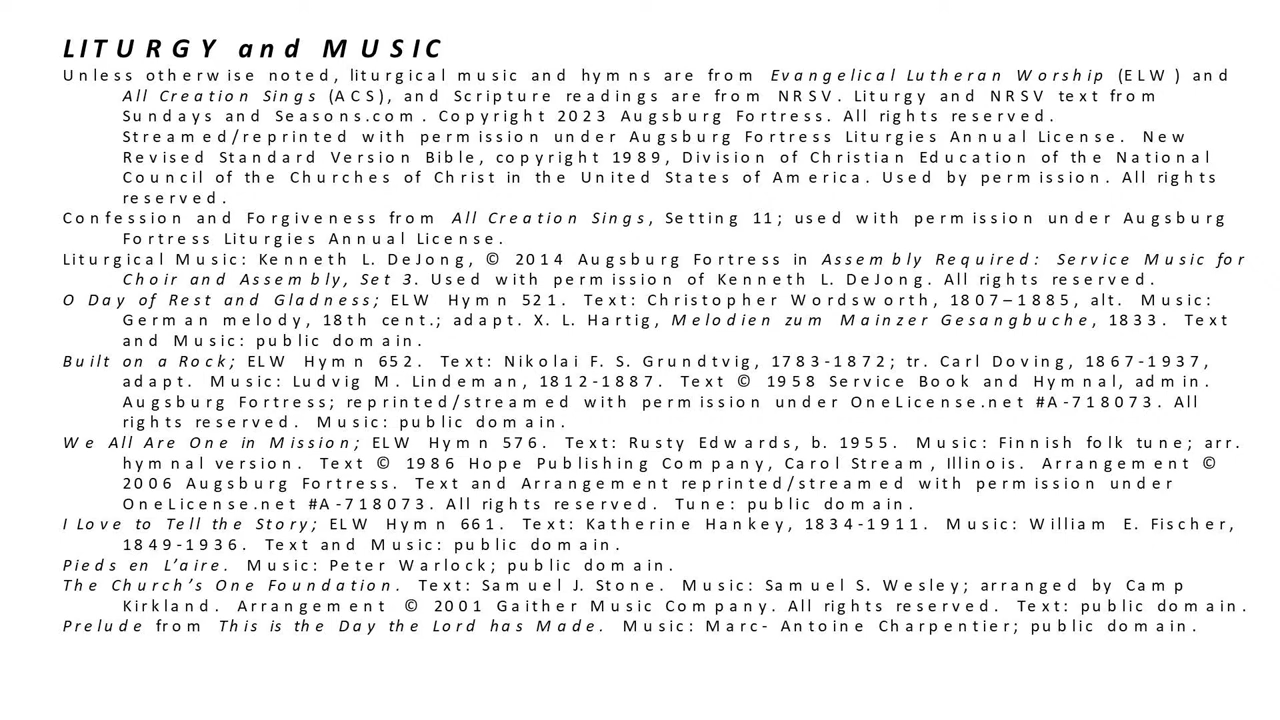 LITURGY and MUSIC
Unless otherwise noted, liturgical music and hymns are from Evangelical Lutheran Worship (ELW) and
All Creation Sings (ACS), and Scripture readings are from NRSV. Liturgy and NRSV text from
Sundays and Seasons.com. Copyright 2023 Augsburg Fortress. All rights reserved.
Streamed/reprinted with permission under Augsburg Fortress Liturgies Annual License. New
Revised Standard Version Bible, copyright 1989, Division of Christian Education of the National
Council of the Churches of Christ in the United States of America. Used by permission. All rights
reserved.
Confession and Forgiveness from All Creation Sings, Setting 11; used with permission under Augsburg
Fortress Liturgies Annual License.
Liturgical Music: Kenneth L. DeJong, © 2014 Augsburg Fortress in Assembly Required: Service Music for
Choir and Assembly, Set 3. Used with permission of Kenneth L. DeJong. All rights reserved.
O Day of Rest and Gladness; ELW Hymn 521. Text: Christopher Wordsworth, 1807–1885, alt. Music:
German melody, 18th cent.; adapt. X. L. Hartig, Melodien zum Mainzer Gesangbuche, 1833. Text
and Music: public domain.
Built on a Rock; ELW Hymn 652. Text: Nikolai F. S. Grundtvig, 1783-1872; tr. Carl Doving, 1867-1937,
adapt. Music: Ludvig M. Lindeman, 1812-1887. Text © 1958 Service Book and Hymnal, admin.
Augsburg Fortress; reprinted/streamed with permission under OneLicense.net #A-718073. All
rights reserved. Music: public domain.
We All Are One in Mission; ELW Hymn 576. Text: Rusty Edwards, b. 1955. Music: Finnish folk tune; arr.
hymnal version. Text © 1986 Hope Publishing Company, Carol Stream, Illinois. Arrangement ©
2006 Augsburg Fortress. Text and Arrangement reprinted/streamed with permission under
OneLicense.net #A-718073. All rights reserved. Tune: public domain.
I Love to Tell the Story; ELW Hymn 661. Text: Katherine Hankey, 1834-1911. Music: William E. Fischer,
1849-1936. Text and Music: public domain.
Pieds en L’aire. Music: Peter Warlock; public domain.
The Church’s One Foundation. Text: Samuel J. Stone. Music: Samuel S. Wesley; arranged by Camp
Kirkland. Arrangement © 2001 Gaither Music Company. All rights reserved. Text: public domain.
Prelude from This is the Day the Lord has Made. Music: Marc- Antoine Charpentier; public domain.